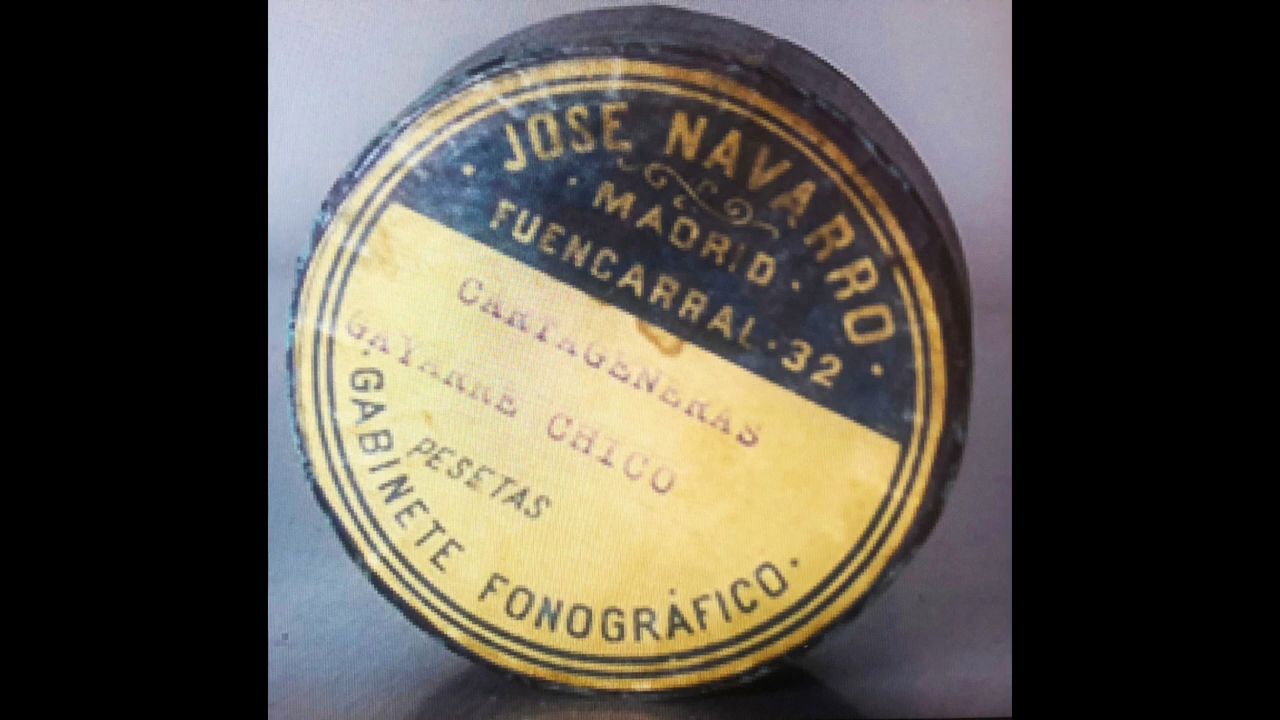 · JOSE NAVARRO ·
· MADRID ·
FUENCARRAL · 32
CARTAGENERAS
GAYARRE CHICO
PESETAS
· GABINETE FONOGRÁFICO ·